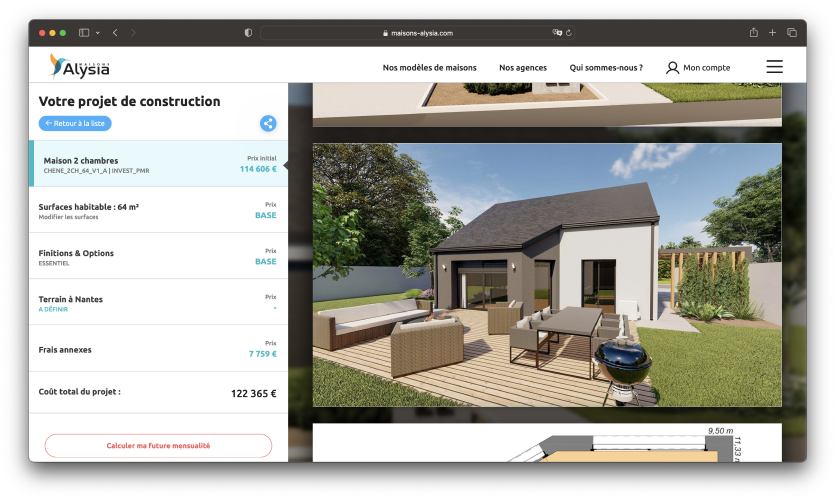 maisons-alysia.com
MAISONS
Alysia
Nos modèles de maisons
Nos agences
Qui sommes-nous ?
Mon compte
Votre projet de construction
← Retour à la liste
Maison 2 chambres
Prix initial
CHENE_2CH_64_V1_A | INVEST_PMR
114 606 €
Surfaces habitable : 64 m²
Prix
Modifier les surfaces
BASE
Finitions & Options
Prix
ESSENTIEL
BASE
Terrain à Nantes
Prix
A DÉFINIR
-
Frais annexes
Prix
7 759 €
Coût total du projet :
122 365 €
Calculer ma future mensualité
9,50 m
11,33 m